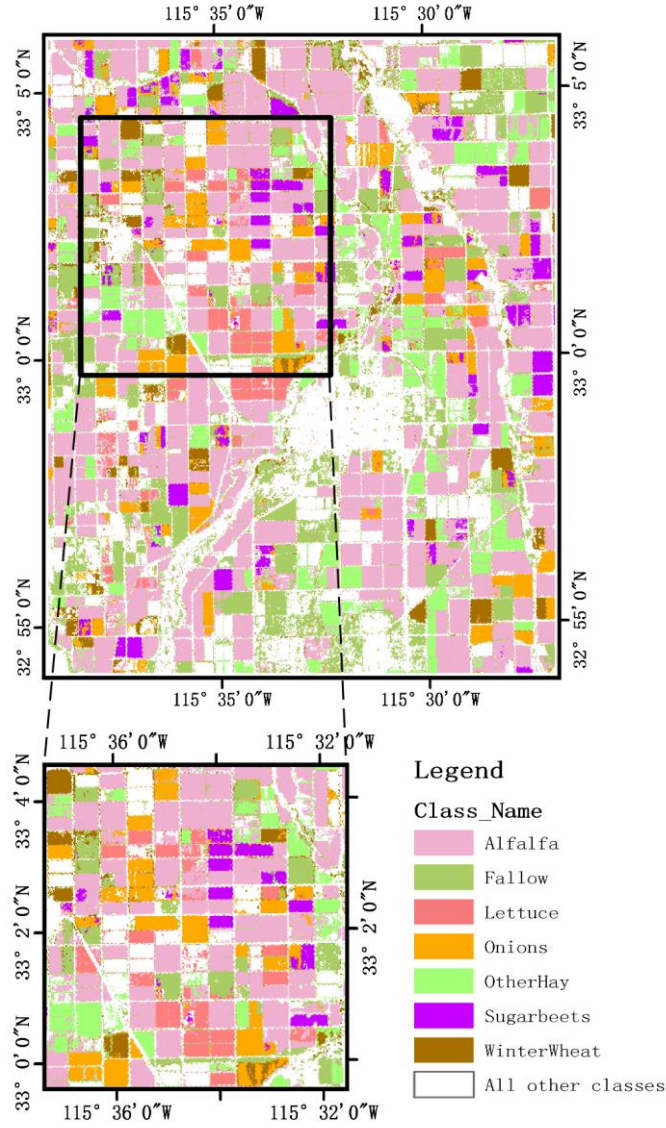 115° 35′ 0″W 115° 30′ 0″W
33° 5′ 0″N 33° 5′ 0″N
33° 0′ 0″N 33° 0′ 0″N
32° 55′ 0″N 32° 55′ 0″N
115° 35′ 0″W 115° 30′ 0″W
115° 36′ 0″W 115° 32′ 0″W
33° 4′ 0″N
33° 2′ 0″N 33° 2′ 0″N
33° 0′ 0″N
115° 36′ 0″W 115° 32′ 0″W
Legend
Class_Name
Alfalfa
Fallow
Lettuce
Onions
OtherHay
Sugarbeets
WinterWheat
All other classes